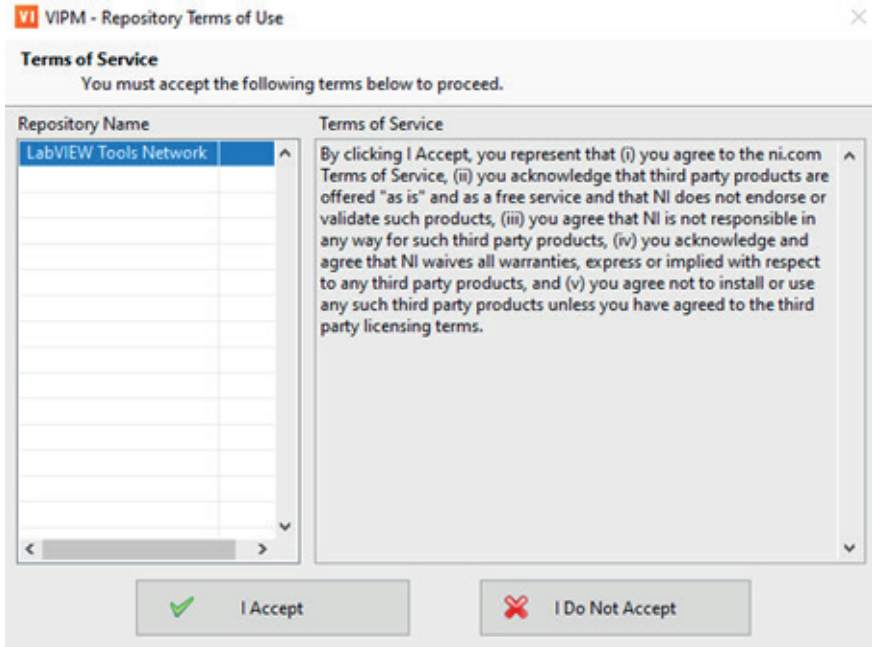 VI VIPM - Repository Terms of Use
Terms of Service
You must accept the following terms below to proceed.
Repository Name
LabVIEW Tools Network
Terms of Service
By clicking I Accept, you represent that (i) you agree to the ni.com
Terms of Service, (ii) you acknowledge that third party products are
offered "as is" and as a free service and that NI does not endorse or
validate such products, (iii) you agree that NI is not responsible in
any way for such third party products, (iv) you acknowledge and
agree that NI waives all warranties, express or implied with respect
to any third party products, and (v) you agree not to install or use
any such third party products unless you have agreed to the third
party licensing terms.
I Accept
I Do Not Accept